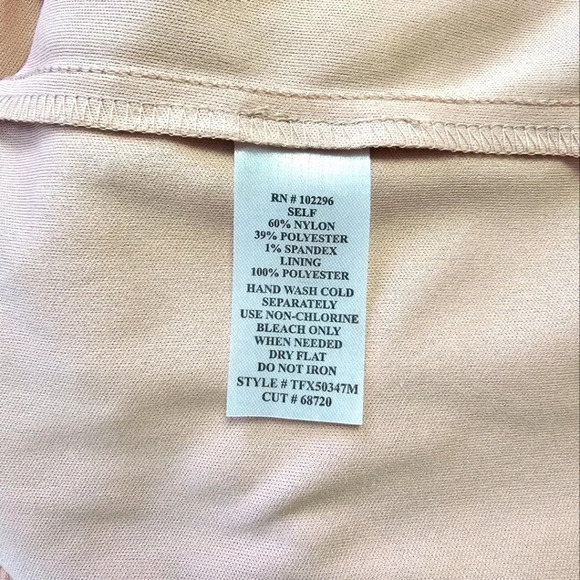 RN # 102296
SELF
60% NYLON
39% POLYESTER
1% SPANDEX
LINING
100% POLYESTER
HAND WASH COLD
SEPARATELY
USE NON-CHLORINE
BLEACH ONLY
WHEN NEEDED
DRY FLAT
DO NOT IRON
STYLE # TFX50347M
CUT # 68720